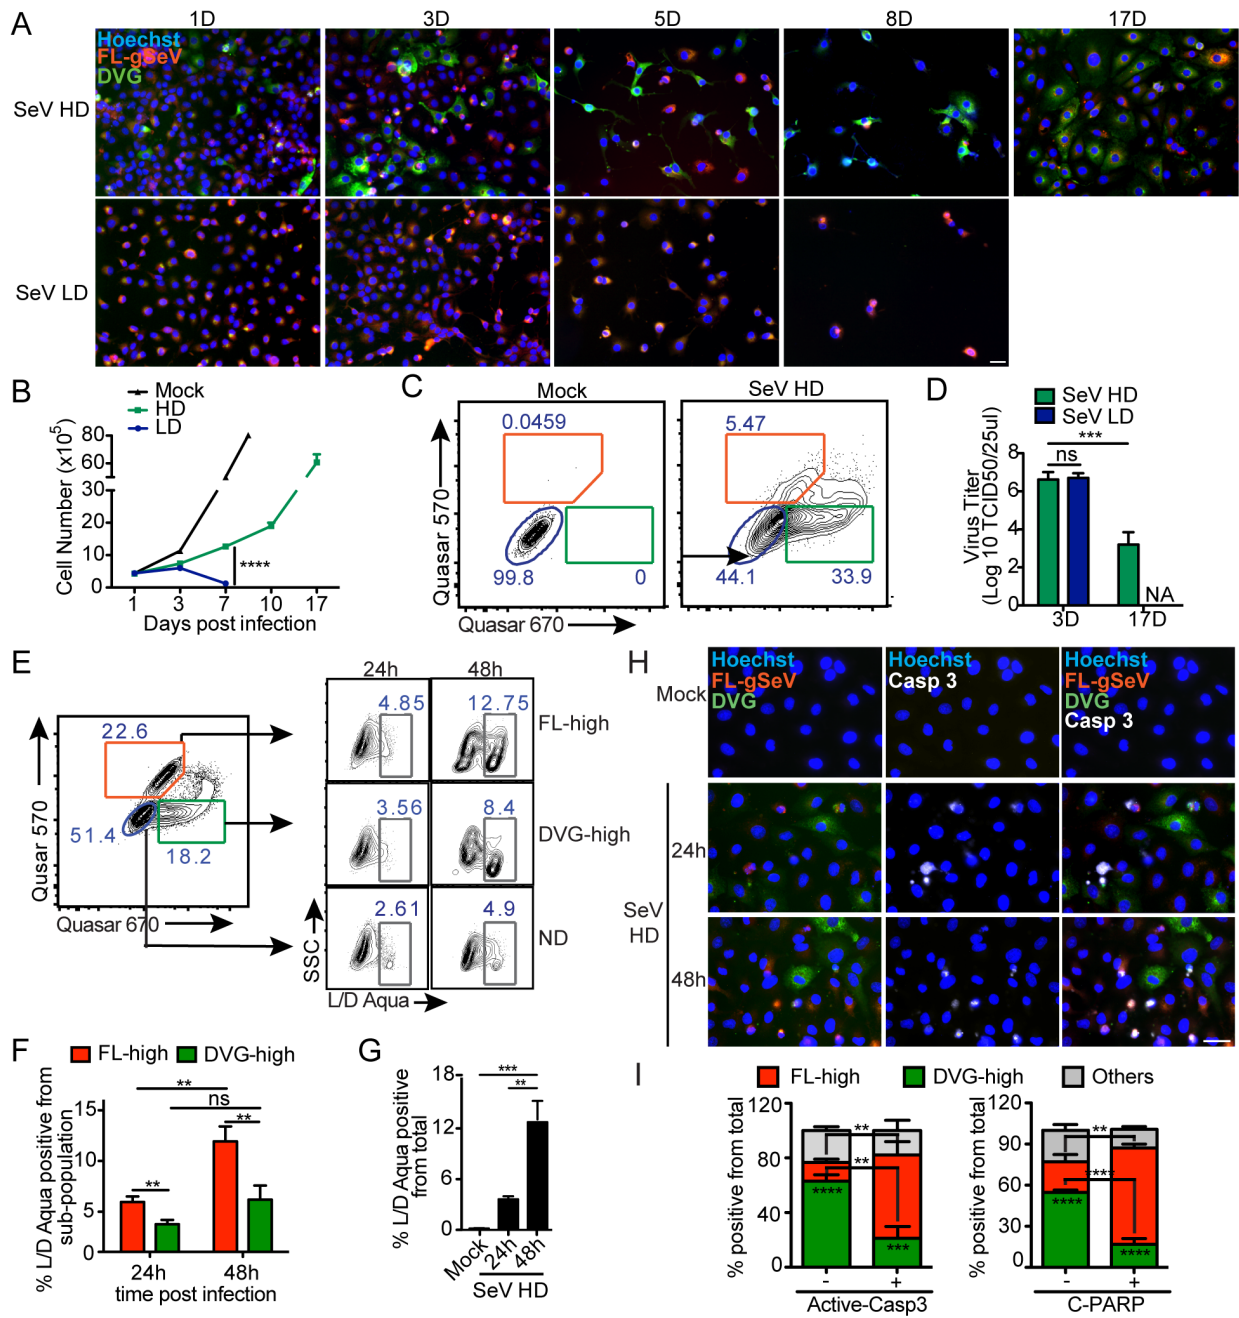 A
1D 3D 5D 8D 17D
Hoechst
FL-gSeV
DVG
SeV HD
SeV LD
B
Mock
HD
LD
Cell Number (x10⁵)
80
60
30
20
10
0
****
1 3 7 10 17
Days post infection
C
Mock SeV HD
0.0459 5.47
99.8 0 44.1 33.9
Quasar 570
Quasar 670
D
SeV HD
SeV LD
Virus Titer
(Log 10 TCID50/25ul)
8
6
4
2
0
***
ns
NA
3D 17D
E
24h 48h
22.6
51.4
18.2
Quasar 570
Quasar 670
4.85 12.75 FL-high
3.56 8.4 DVG-high
2.61 4.9 ND
SSC
L/D Aqua
F
FL-high DVG-high
% L/D Aqua positive from
sub-population
15
10
5
0
** ns
** **
24h 48h
time post infection
G
% L/D Aqua positive
from total
18
12
6
0
***
**
Mock 24h 48h
SeV HD
H
Mock
Hoechst
FL-gSeV
DVG
Hoechst
Casp 3
Hoechst
FL-gSeV
DVG
Casp 3
24h
SeV
HD
48h
I
FL-high DVG-high Others
% positive from total
120
80
40
0
**
**
****
***
- +
Active-Casp3
% positive from total
120
90
60
30
0
**
****
****
****
- +
C-PARP